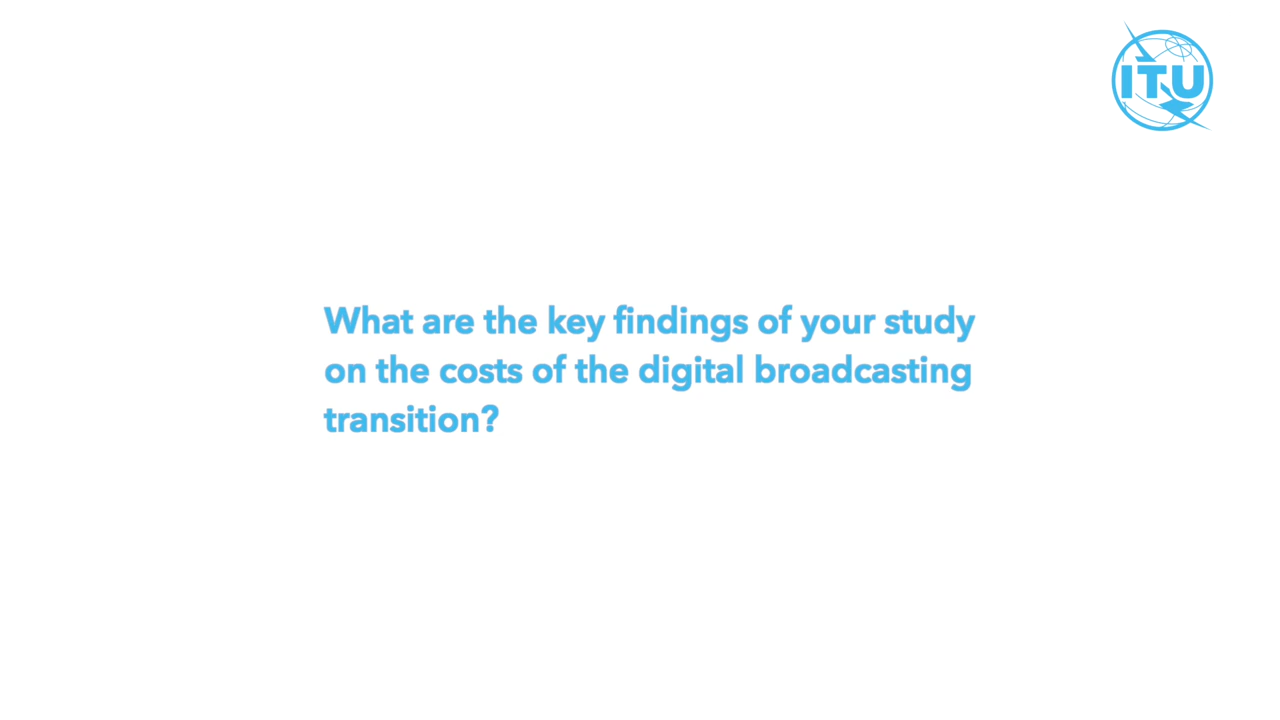 ITU
What are the key findings of your study
on the costs of the digital broadcasting
transition?